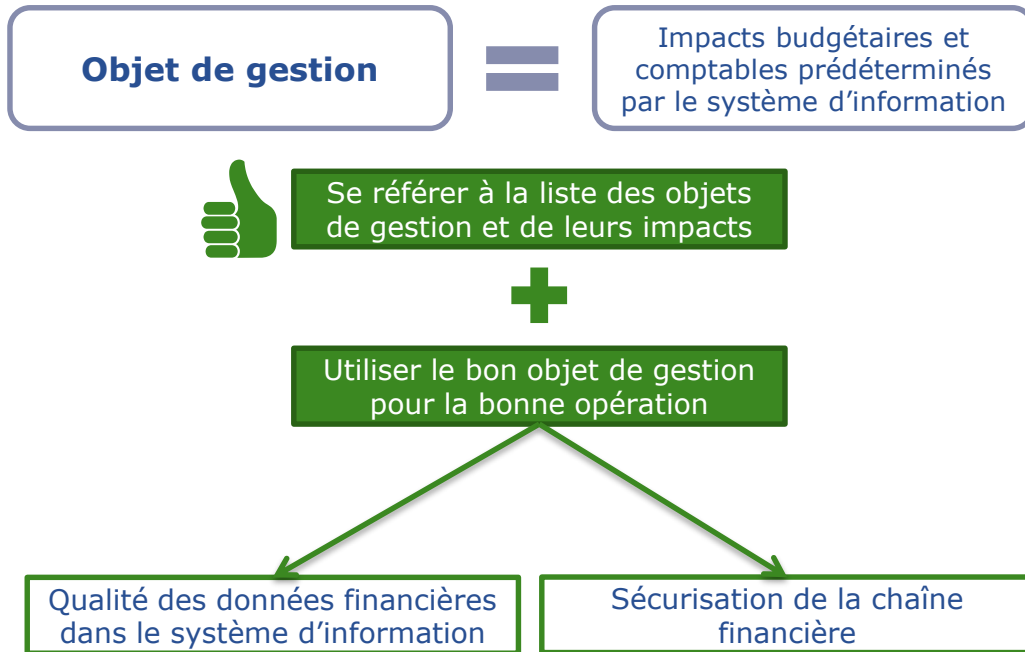 Objet de gestion
Impacts budgétaires et
comptables prédéterminés
par le système d’information
Se référer à la liste des objets
de gestion et de leurs impacts
Utiliser le bon objet de gestion
pour la bonne opération
Qualité des données financières
dans le système d’information
Sécurisation de la chaîne
financière